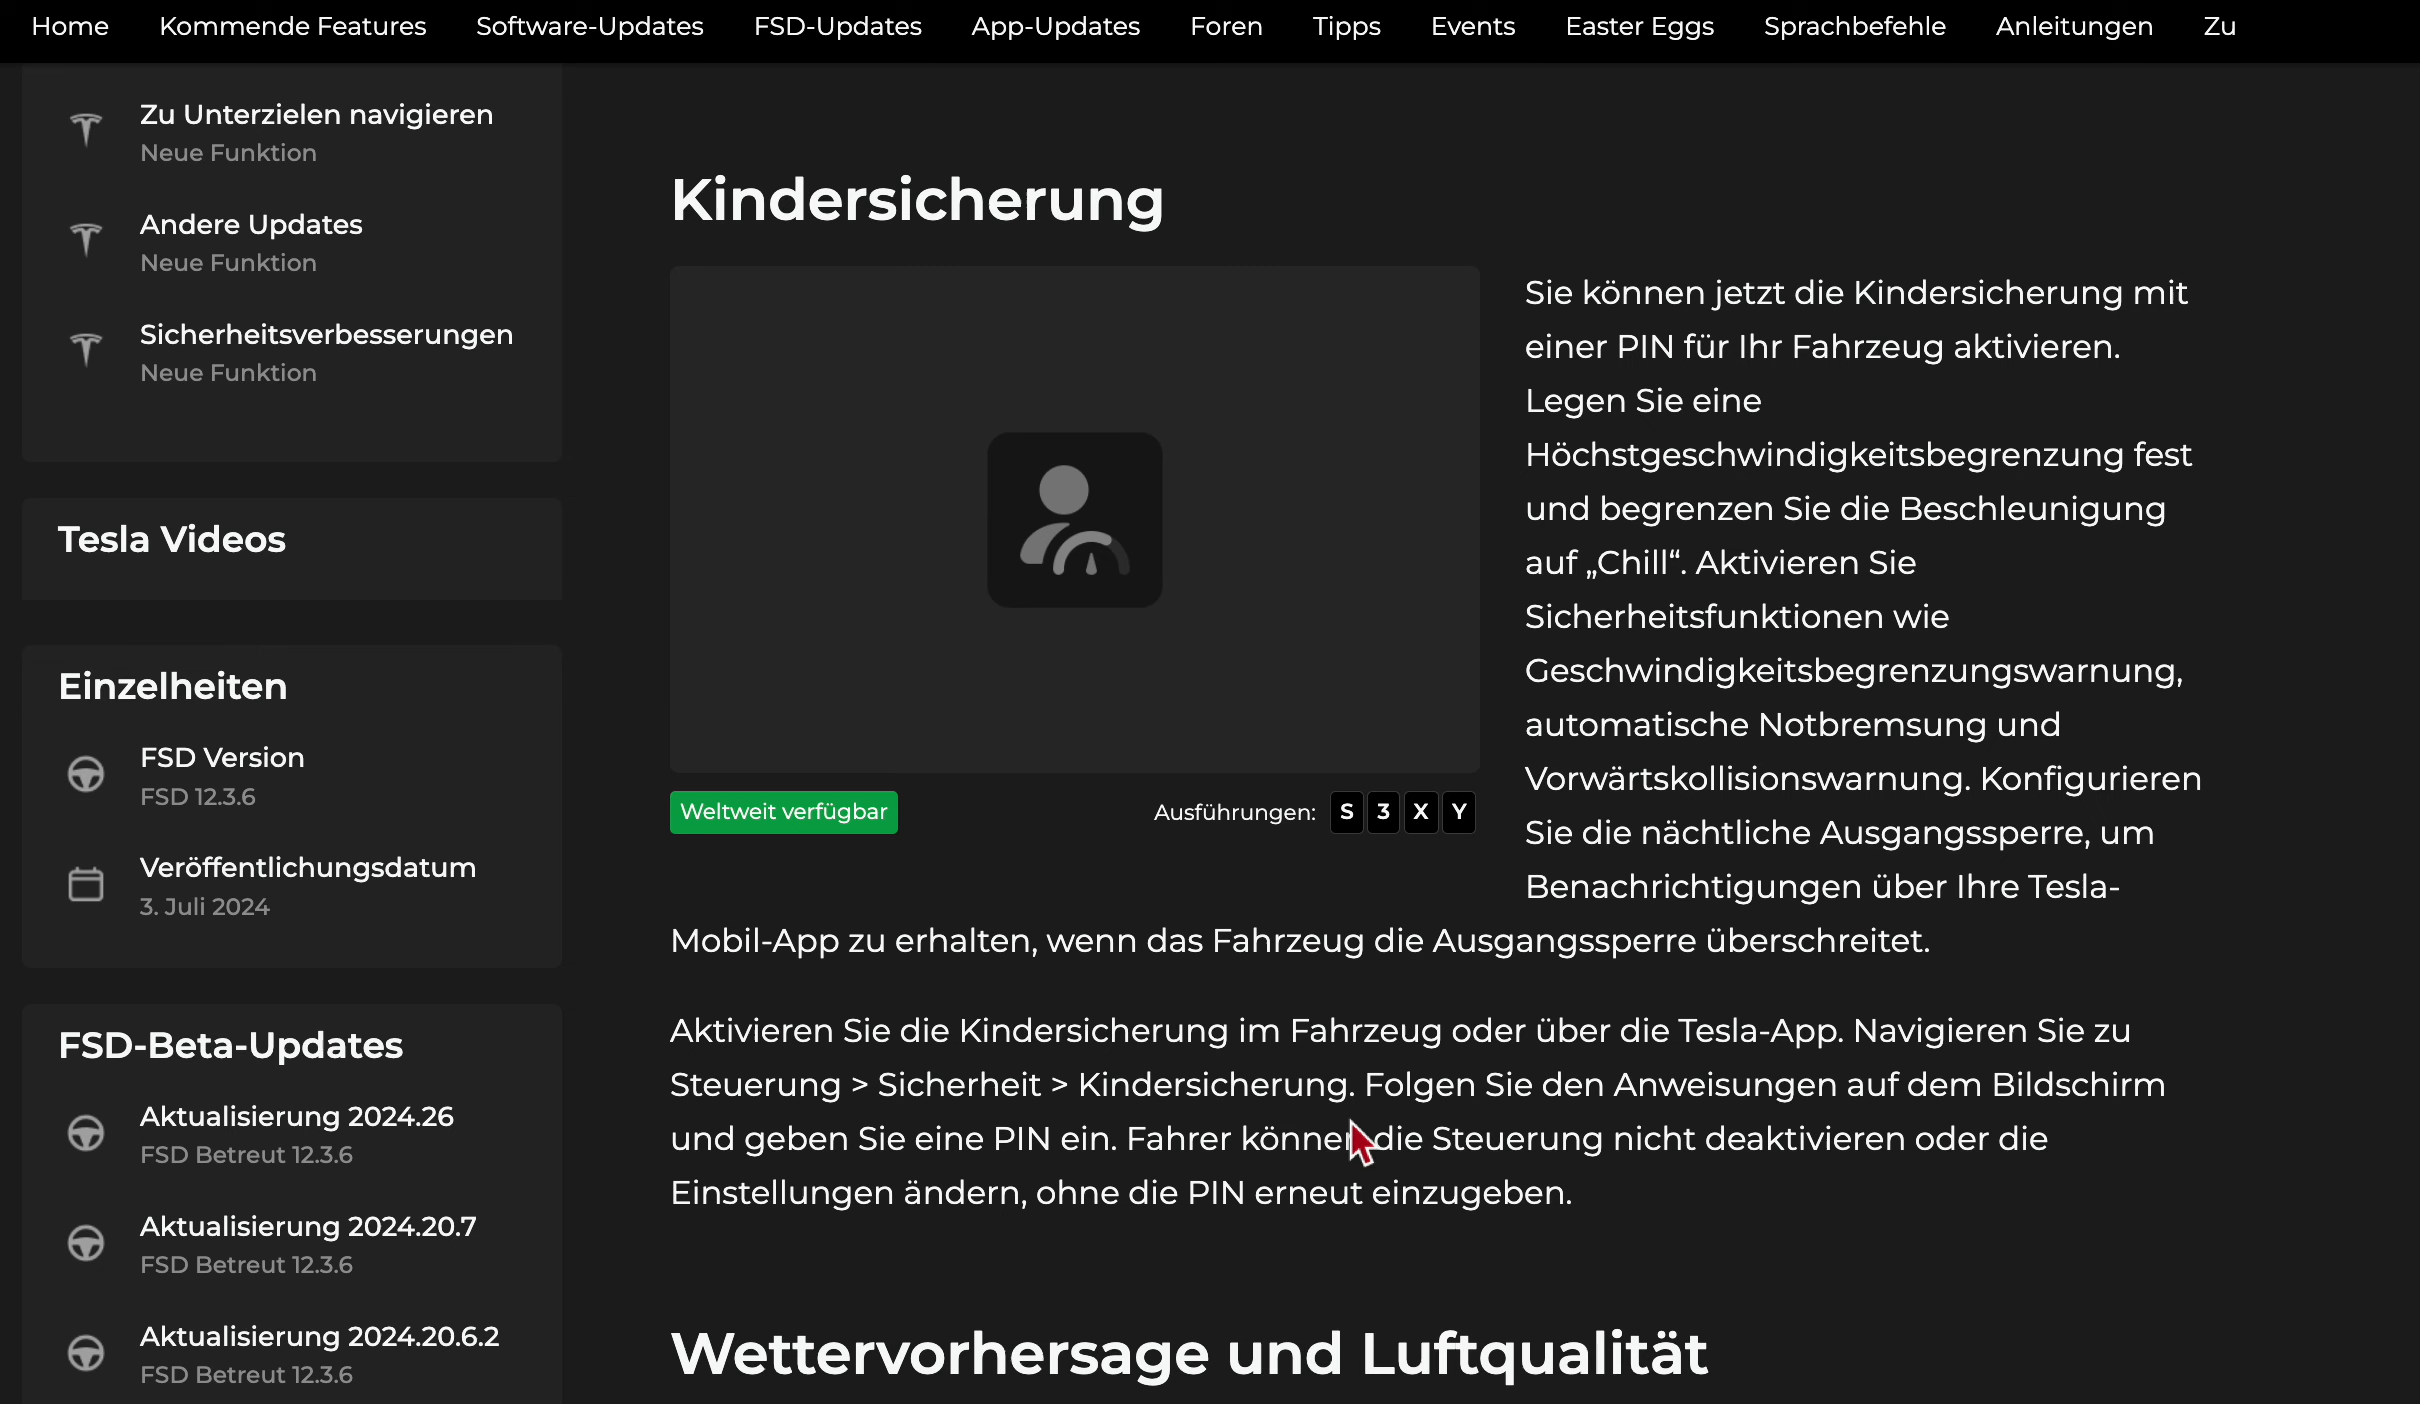 Home Kommende Features Software-Updates FSD-Updates App-Updates Foren Tipps Events Easter Eggs Sprachbefehle Anleitungen Zu
Zu Unterzielen navigieren
Neue Funktion
Andere Updates
Neue Funktion
Sicherheitsverbesserungen
Neue Funktion
Tesla Videos
Einzelheiten
FSD Version
FSD 12.3.6
Veröffentlichungsdatum
3. Juli 2024
FSD-Beta-Updates
Aktualisierung 2024.26
FSD Betreut 12.3.6
Aktualisierung 2024.20.7
FSD Betreut 12.3.6
Aktualisierung 2024.20.6.2
FSD Betreut 12.3.6
Kindersicherung
Weltweit verfügbar
Ausführungen: S 3 X Y
Sie können jetzt die Kindersicherung mit
einer PIN für Ihr Fahrzeug aktivieren.
Legen Sie eine
Höchstgeschwindigkeitsbegrenzung fest
und begrenzen Sie die Beschleunigung
auf „Chill“. Aktivieren Sie
Sicherheitsfunktionen wie
Geschwindigkeitsbegrenzungswarnung,
automatische Notbremsung und
Vorwärtskollisionswarnung. Konfigurieren
Sie die nächtliche Ausgangssperre, um
Benachrichtigungen über Ihre Tesla-
Mobil-App zu erhalten, wenn das Fahrzeug die Ausgangssperre überschreitet.
Aktivieren Sie die Kindersicherung im Fahrzeug oder über die Tesla-App. Navigieren Sie zu
Steuerung > Sicherheit > Kindersicherung. Folgen Sie den Anweisungen auf dem Bildschirm
und geben Sie eine PIN ein. Fahrer können die Steuerung nicht deaktivieren oder die
Einstellungen ändern, ohne die PIN erneut einzugeben.
Wettervorhersage und Luftqualität